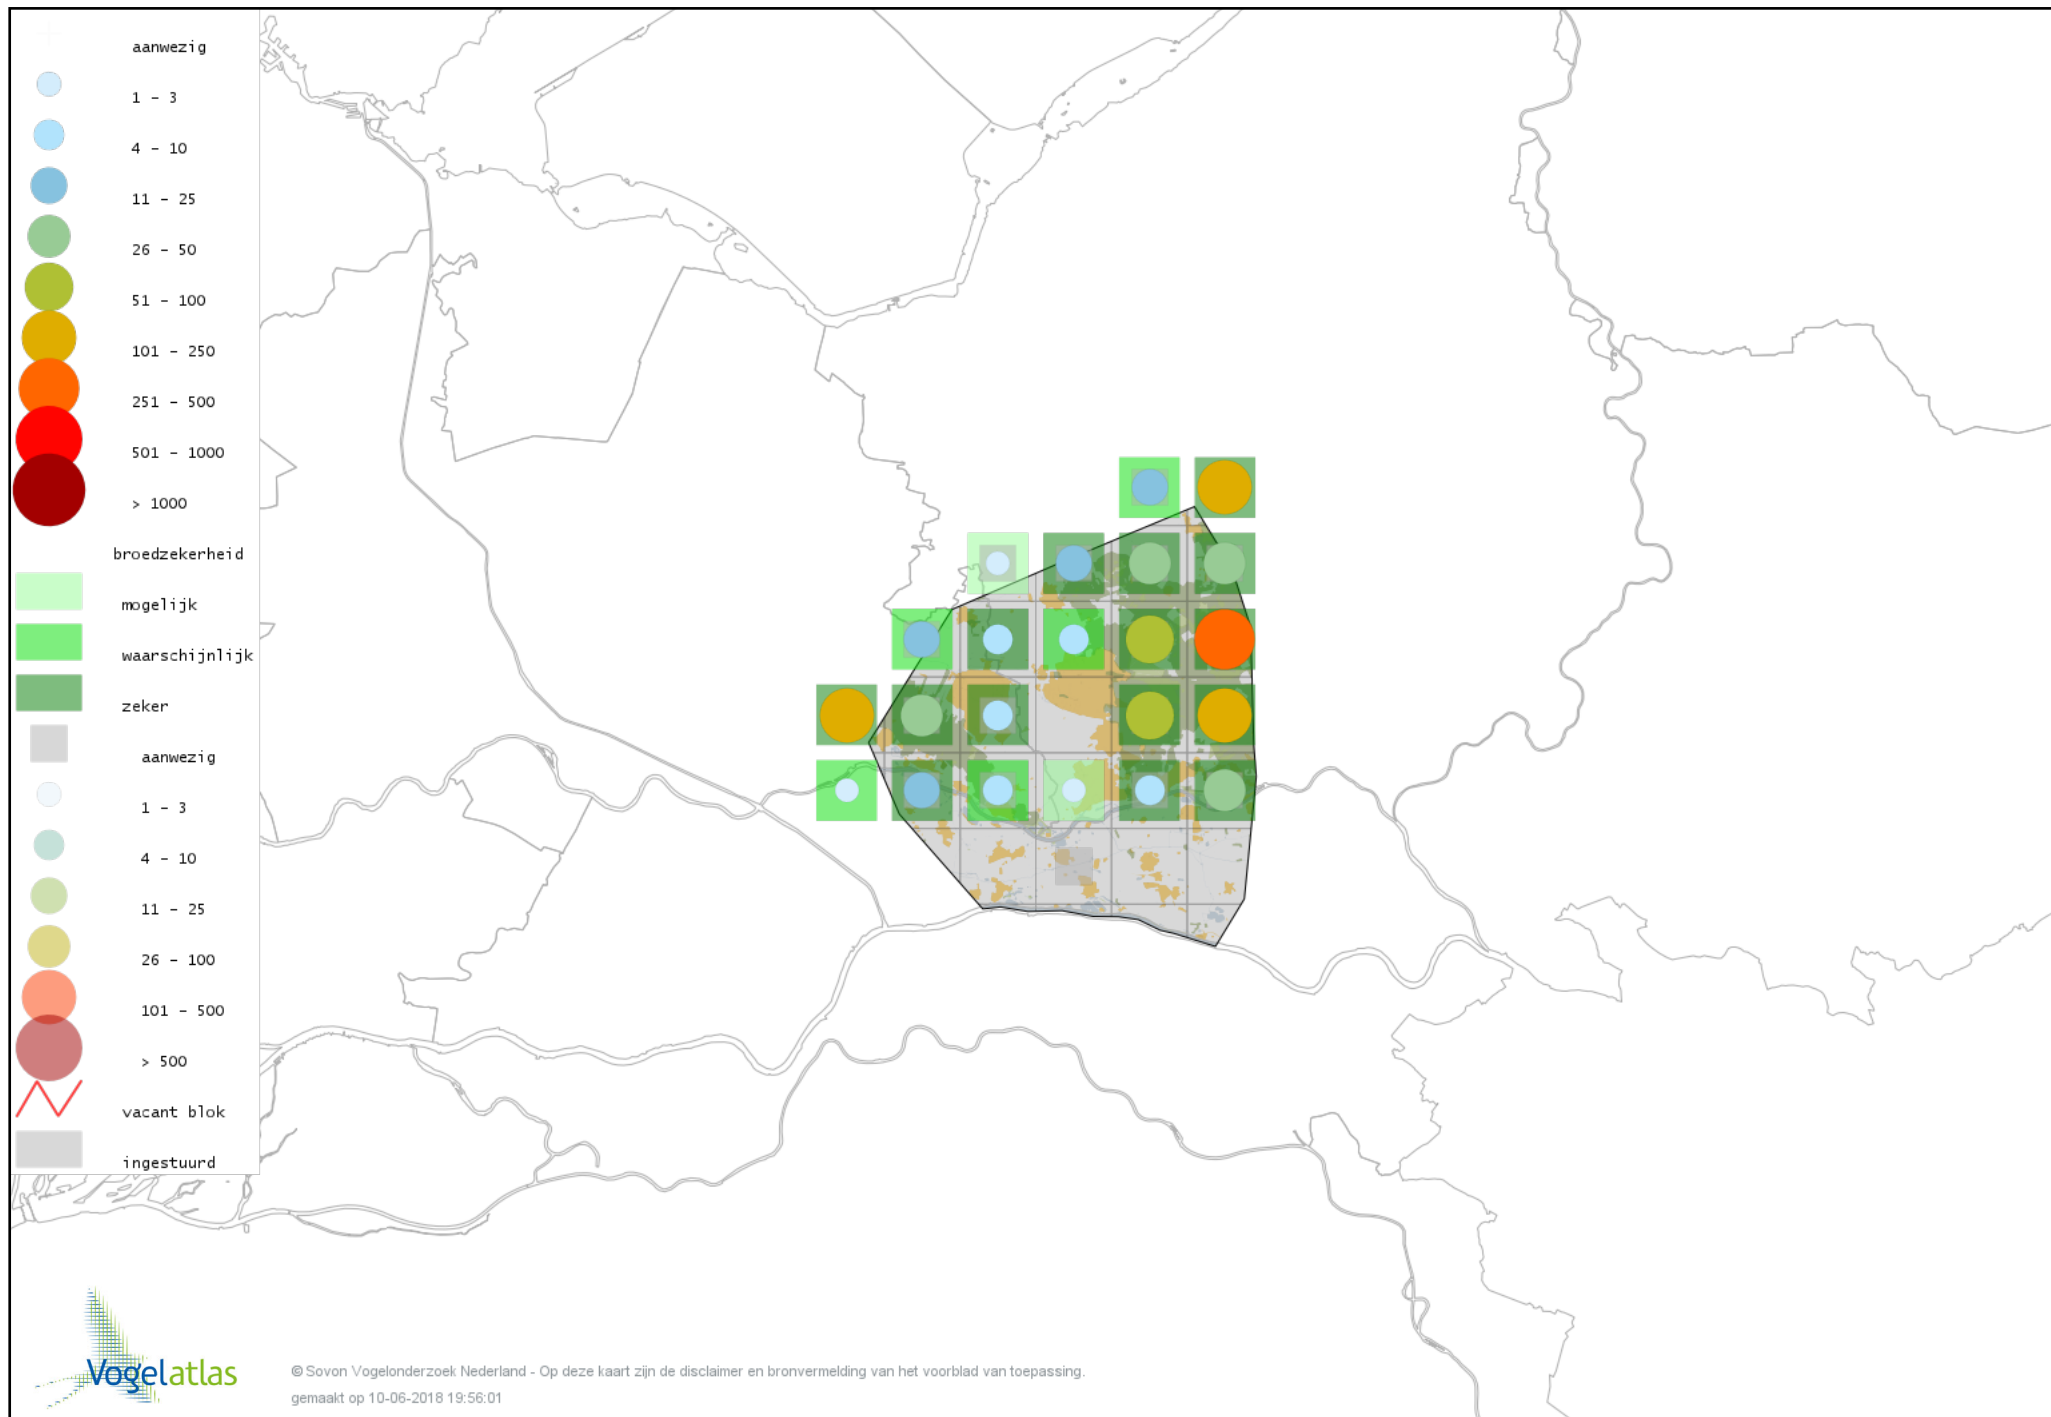 aanwezig
1 - 3
4 - 10
11 - 25
26 - 50
51 - 100
101 - 250
251 - 500
501 - 1000
> 1000
broedzekerheid
mogelijk
waarschijnlijk
zeker
aanwezig
1 - 3
4 - 10
11 - 25
26 - 100
101 - 500
> 500
vacant blok
ingestuurd
Vogelatlas
© Sovon Vogelonderzoek Nederland - Op deze kaart zijn de disclaimer en bronvermelding van het voorblad van toepassing.
gemaakt op 10-06-2018 19:56:01